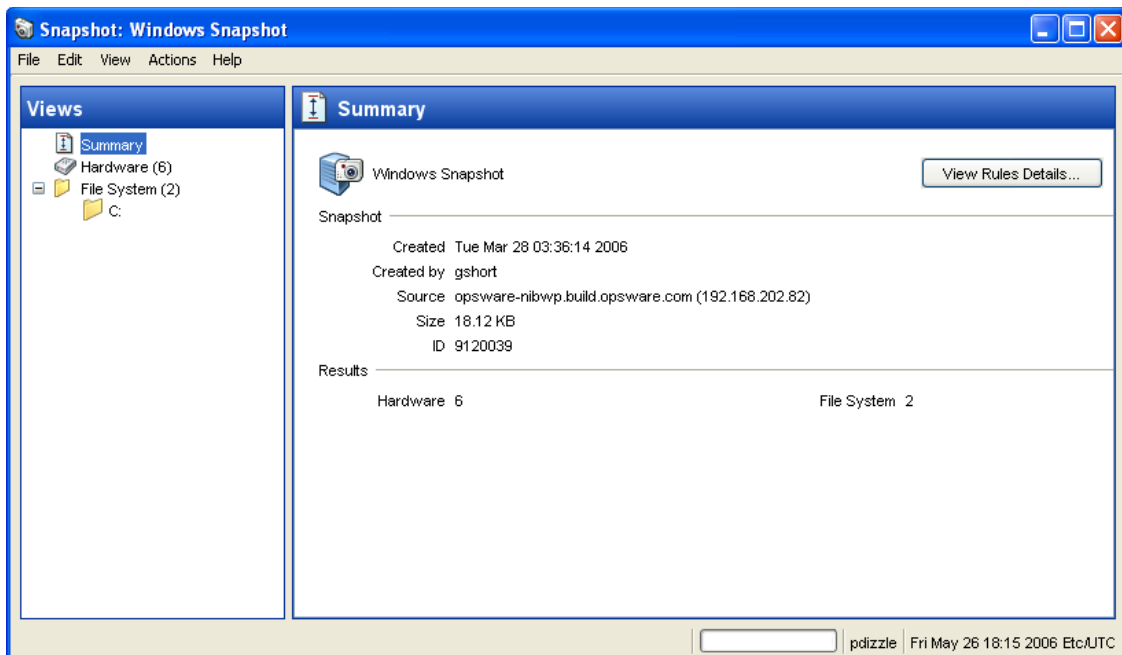 Snapshot: Windows Snapshot
File Edit View Actions Help
Views
Summary
Hardware (6)
File System (2)
C:
Summary
Windows Snapshot
View Rules Details...
Snapshot
Created Tue Mar 28 03:36:14 2006
Created by gshort
Source opsware-nibwp.build.opsware.com (192.168.202.82)
Size 18.12 KB
ID 9120039
Results
Hardware 6 File System 2
pdizzle Fri May 26 18:15 2006 Etc/UTC